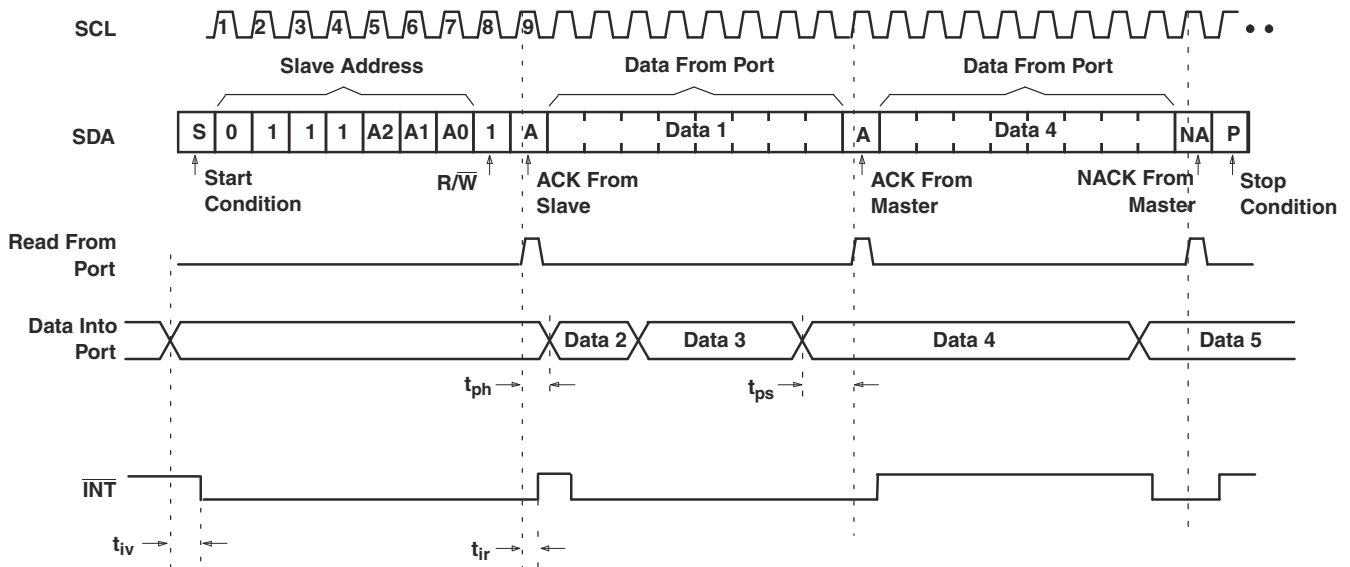 SCL
1 2 3 4 5 6 7 8 9
Slave Address
Data From Port
Data From Port
SDA
S 0 1 1 1 A2 A1 A0 1 A Data 1 A Data 4 NA P
Start
Condition
R/W̅
ACK From
Slave
ACK From
Master
NACK From
Master
Stop
Condition
Read From
Port
Data Into
Port
Data 2
Data 3
Data 4
Data 5
tph
tps
I̅N̅T̅
tiv
tir